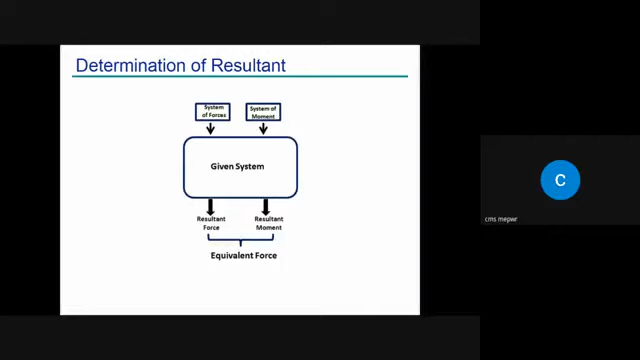 Determination of Resultant
System
of Forces
System of
Moment
Given System
Resultant
Force
Resultant
Moment
Equivalent Force
C
cms mepwr